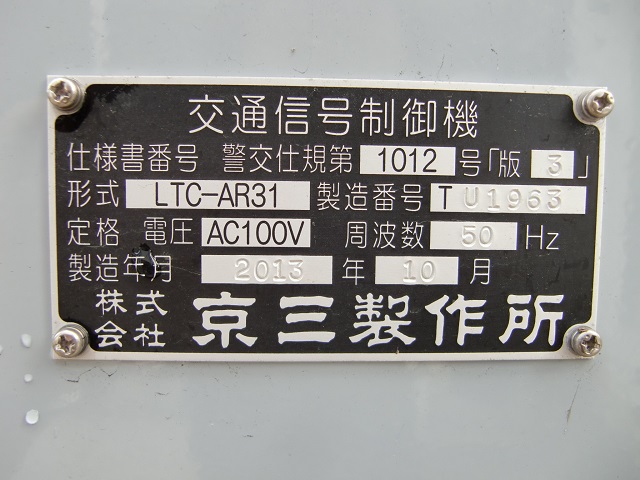 交通信号制御機
仕様書番号 警交仕規第 1012 号「版 3」
形式 LTC-AR31 製造番号 TU1963
定格 電圧 AC100V 周波数 50 Hz
製造年月 2013 年 10 月
株式会社 京三製作所